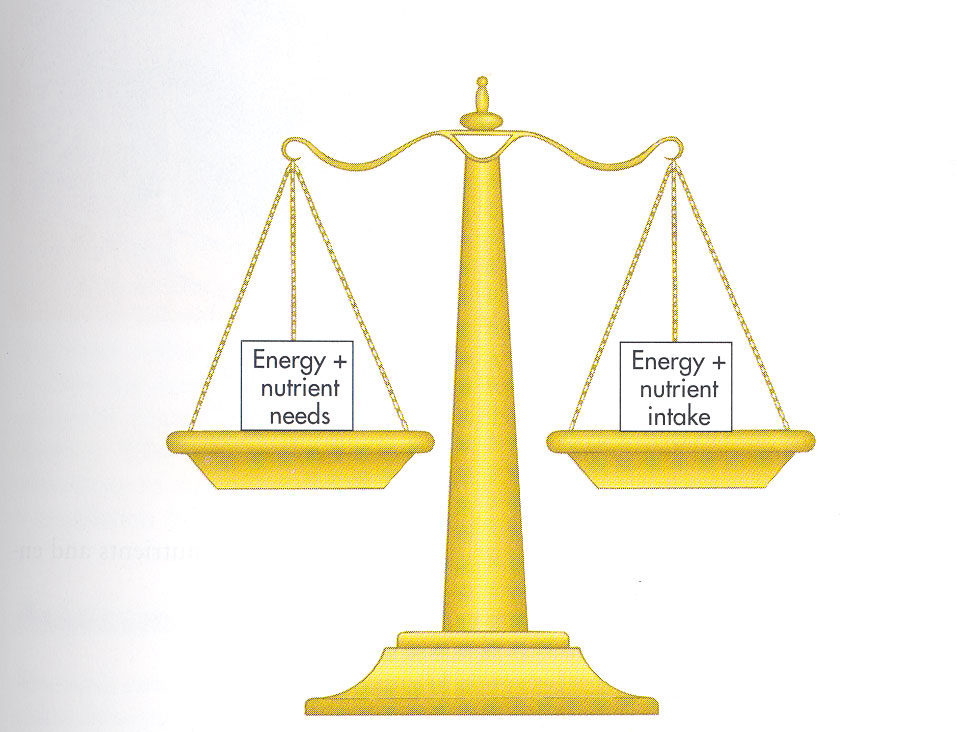 Energy +
nutrient
needs
Energy +
nutrient
intake